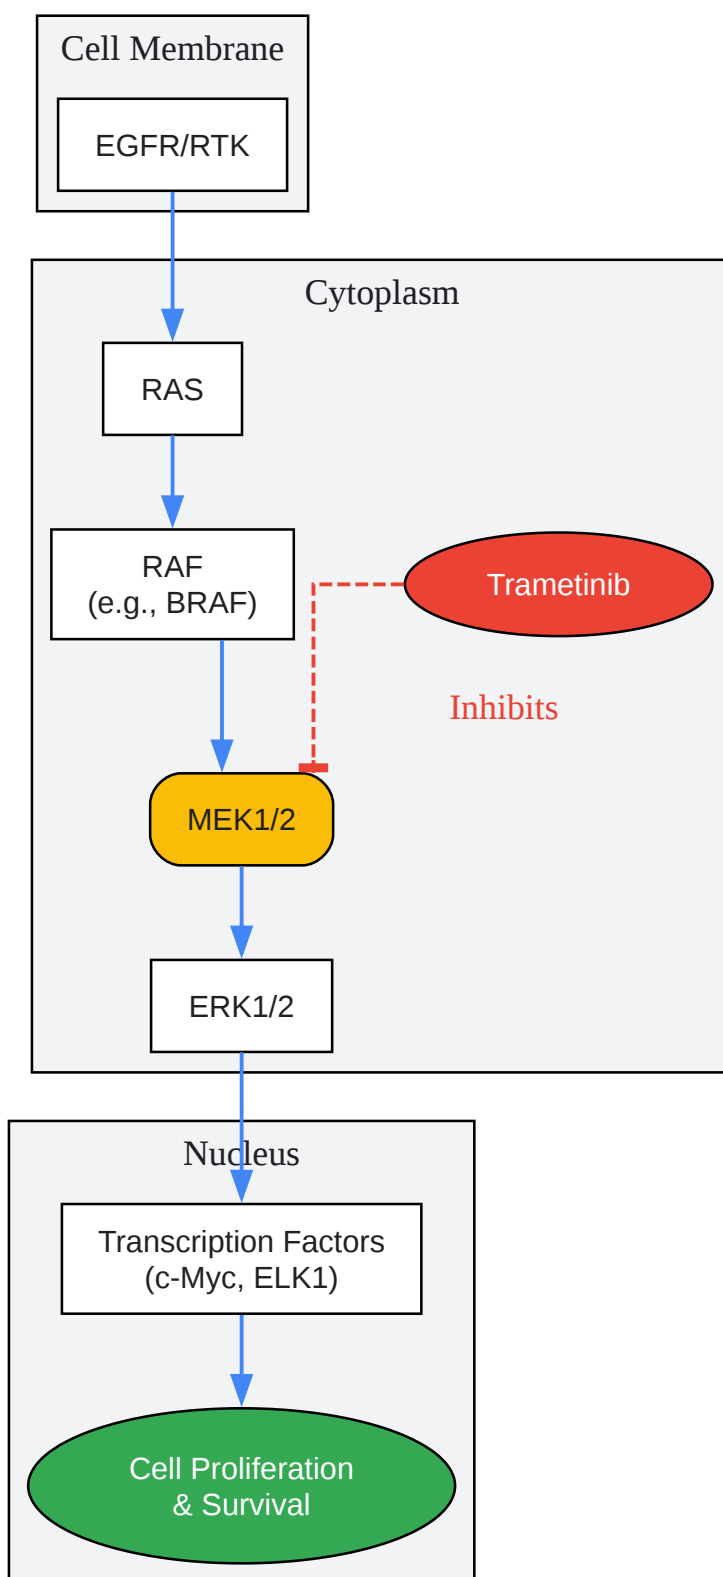 Cell Membrane
EGFR/RTK
Cytoplasm
RAS
RAF
(e.g., BRAF)
Trametinib
Inhibits
MEK1/2
ERK1/2
Nucleus
Transcription Factors
(c-Myc, ELK1)
Cell Proliferation
& Survival